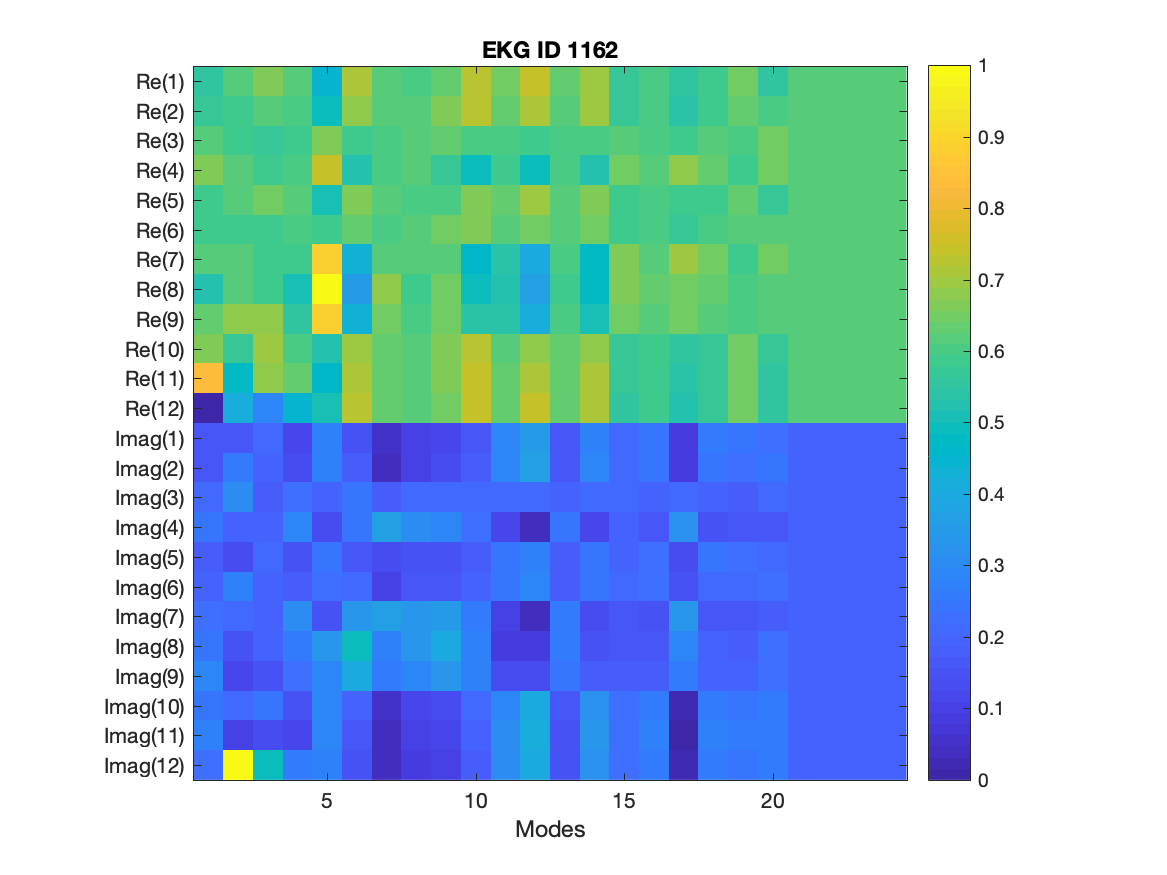 EKG ID 1162
Re(1)
Re(2)
Re(3)
Re(4)
Re(5)
Re(6)
Re(7)
Re(8)
Re(9)
Re(10)
Re(11)
Re(12)
Imag(1)
Imag(2)
Imag(3)
Imag(4)
Imag(5)
Imag(6)
Imag(7)
Imag(8)
Imag(9)
Imag(10)
Imag(11)
Imag(12)
5 10 15 20
Modes
1
0.9
0.8
0.7
0.6
0.5
0.4
0.3
0.2
0.1
0